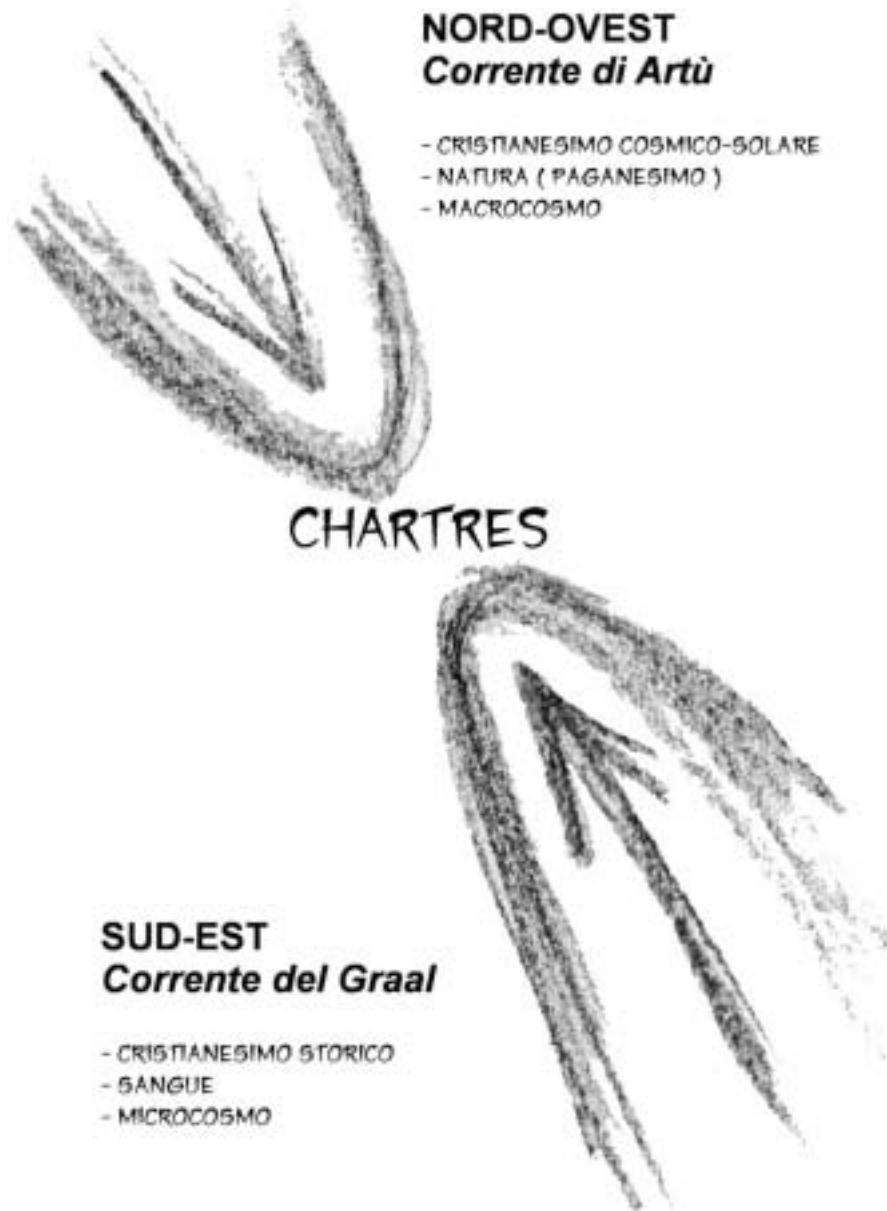 NORD-OVEST
Corrente di Artù
- CRISTIANESIMO COSMICO-SOLARE
- NATURA ( PAGANESIMO )
- MACROCOSMO
CHARTRES
SUD-EST
Corrente del Graal
- CRISTIANESIMO STORICO
- SANGUE
- MICROCOSMO